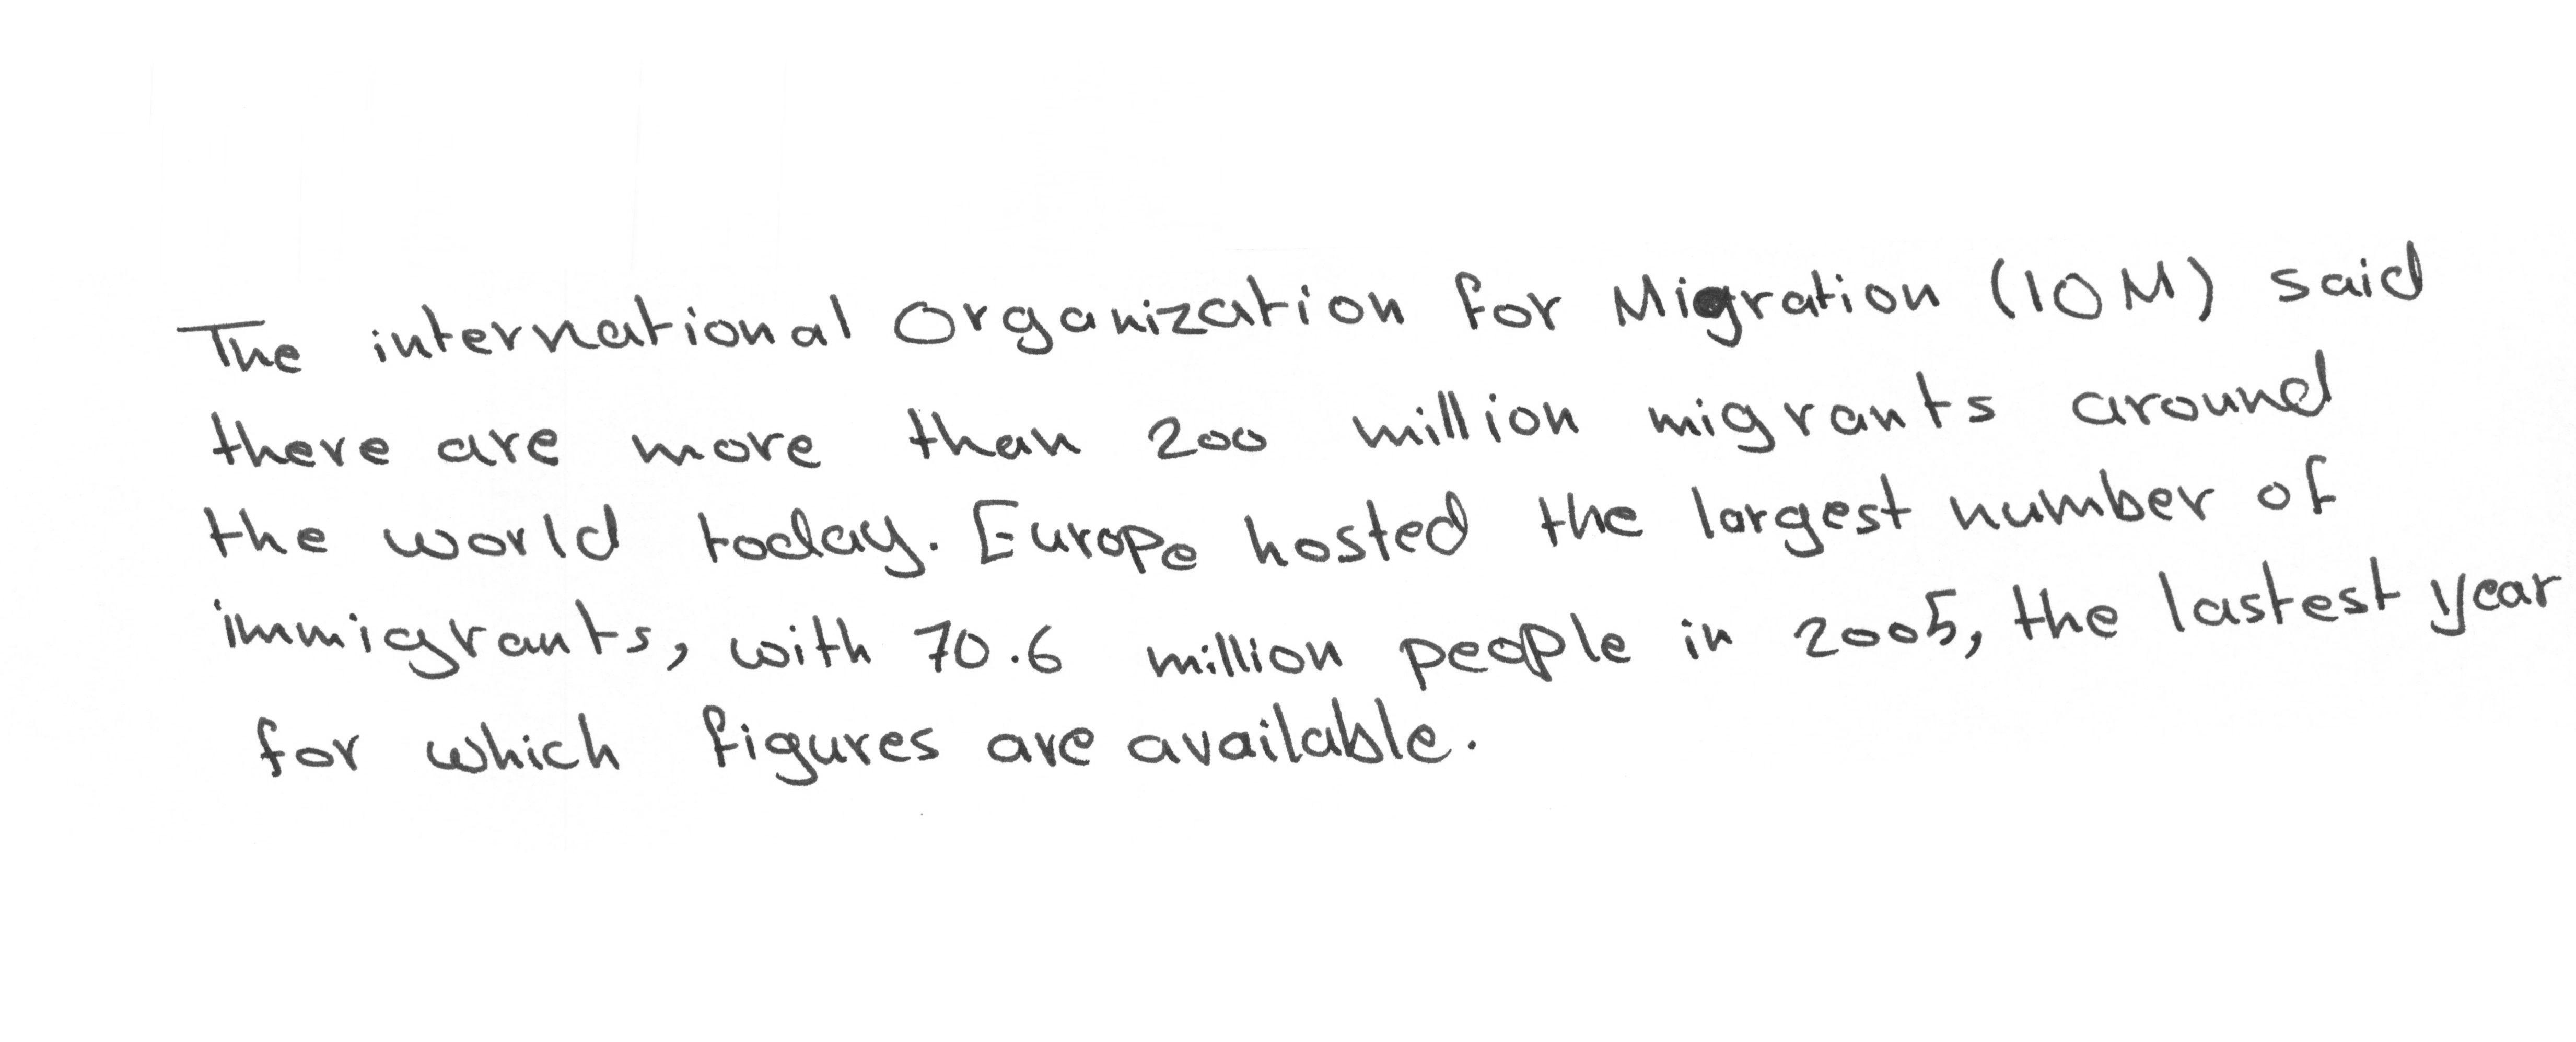 The international Organization for Migration (IOM) said
there are more than 200 million migrants around
the world today. Europe hosted the largest number of
immigrants, with 70.6 million people in 2005, the lastest year
for which figures are available.